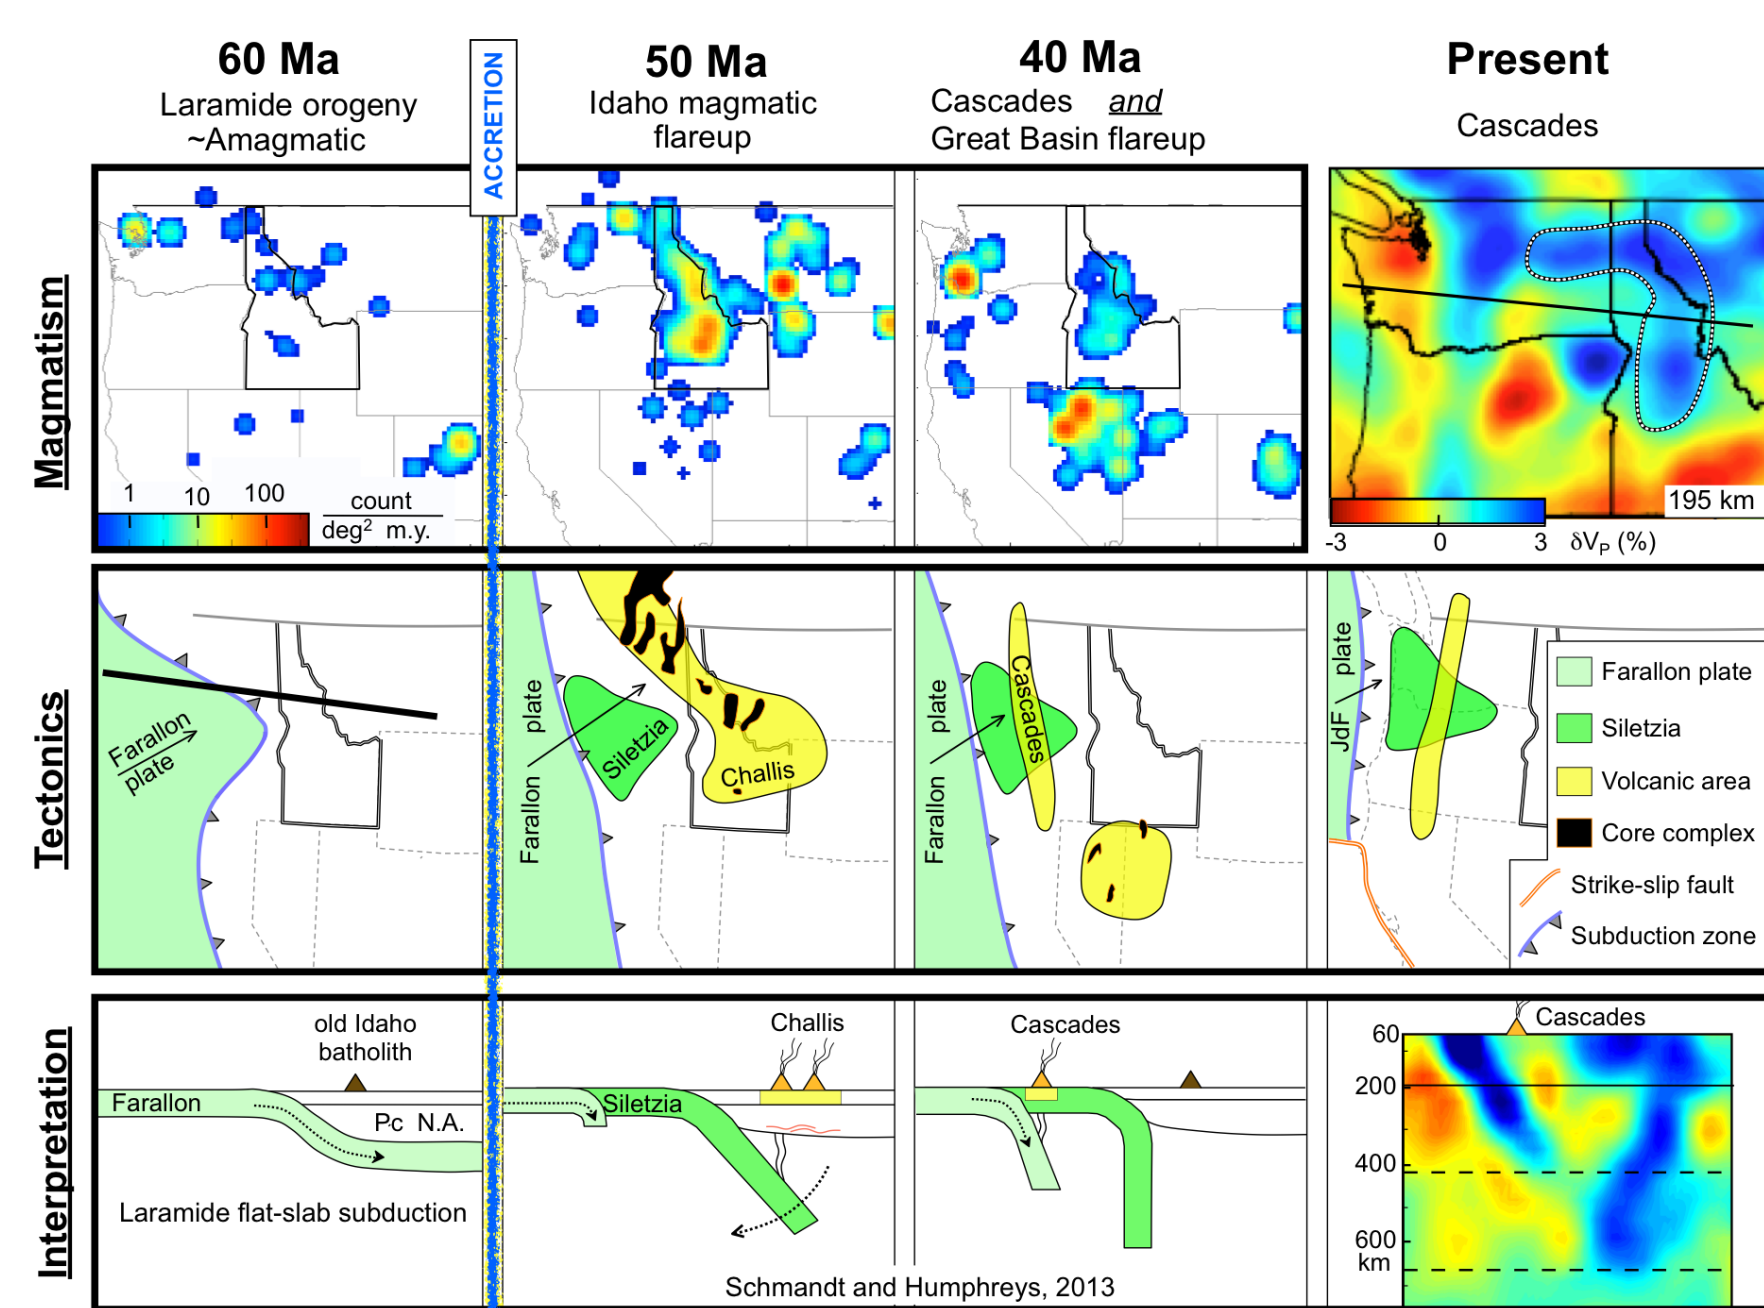 60 Ma
Laramide orogeny
~Amagmatic
ACCRETION
50 Ma
Idaho magmatic
flareup
40 Ma
Cascades and
Great Basin flareup
Present
Cascades
Magmatism
1 10 100
count
deg² m.y.
195 km
-3 0 3 δVP (%)
Tectonics
Farallon
plate
Farallon plate
Siletzia
Challis
Farallon plate
Cascades
JdF plate
Farallon plate
Siletzia
Volcanic area
Core complex
Strike-slip fault
Subduction zone
Interpretation
old Idaho
batholith
Farallon
P-c N.A.
Laramide flat-slab subduction
Challis
Siletzia
Cascades
Cascades
60
200
400
600
km
Schmandt and Humphreys, 2013